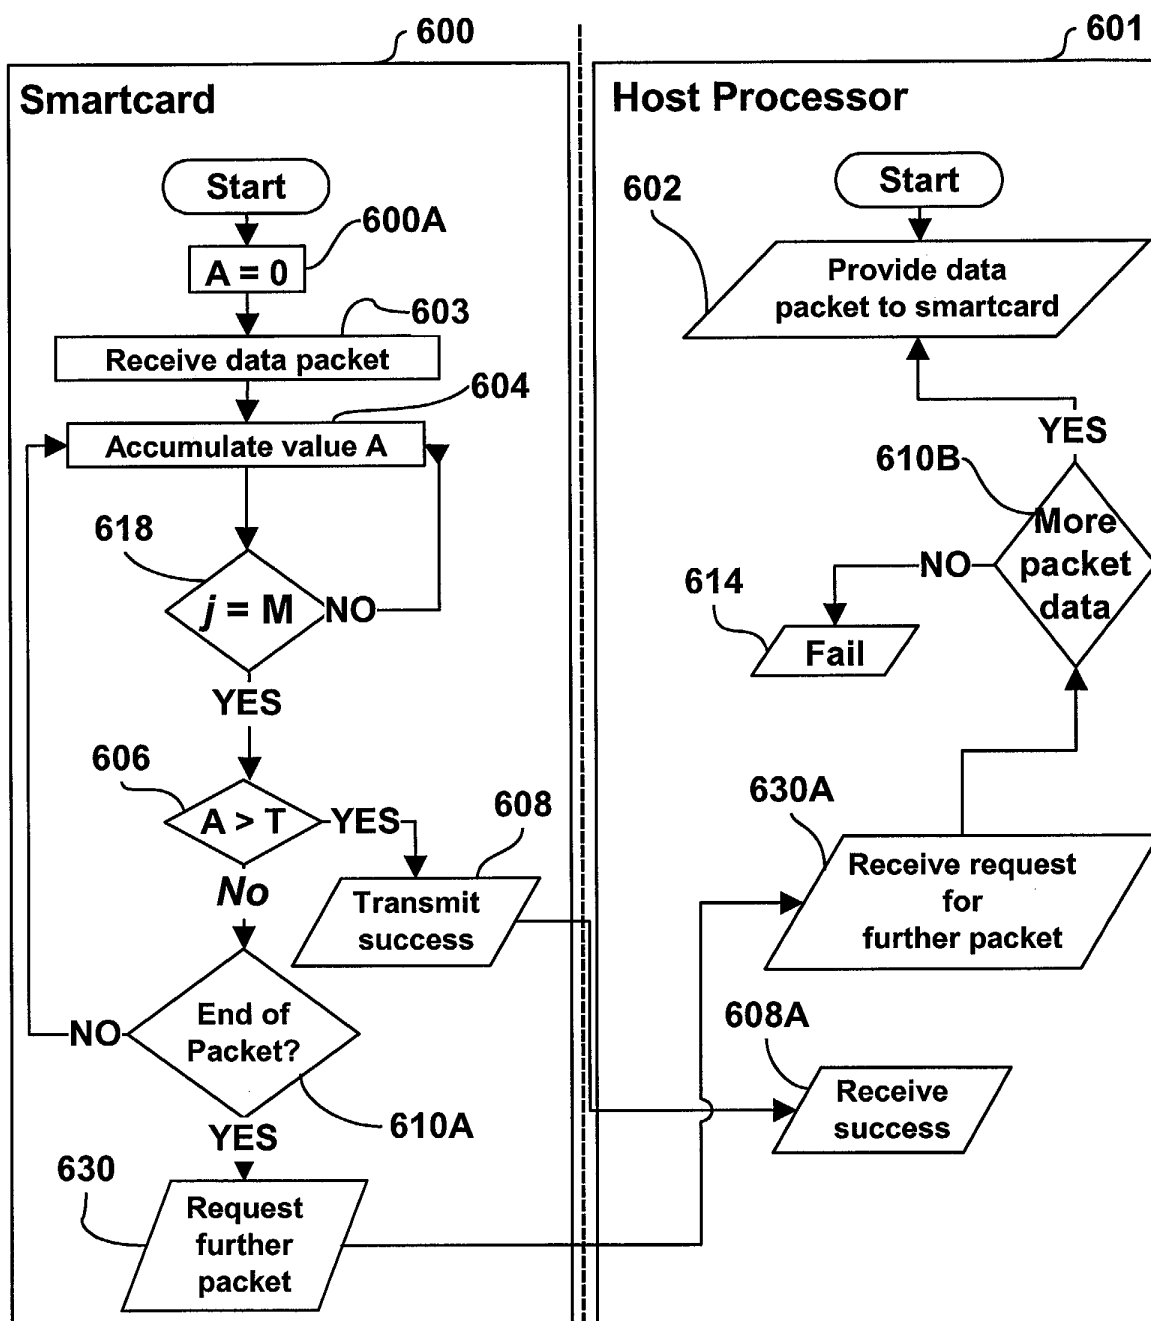 600
601
Smartcard
Host Processor
Start
600A
A = 0
603
Receive data packet
604
Accumulate value A
618
j = M
NO
YES
606
A > T
YES
608
No
Transmit
success
End of
Packet?
NO
610A
YES
630
Request
further
packet
Start
602
Provide data
packet to smartcard
YES
610B
More
packet
data
NO
614
Fail
630A
Receive request
for
further packet
608A
Receive
success